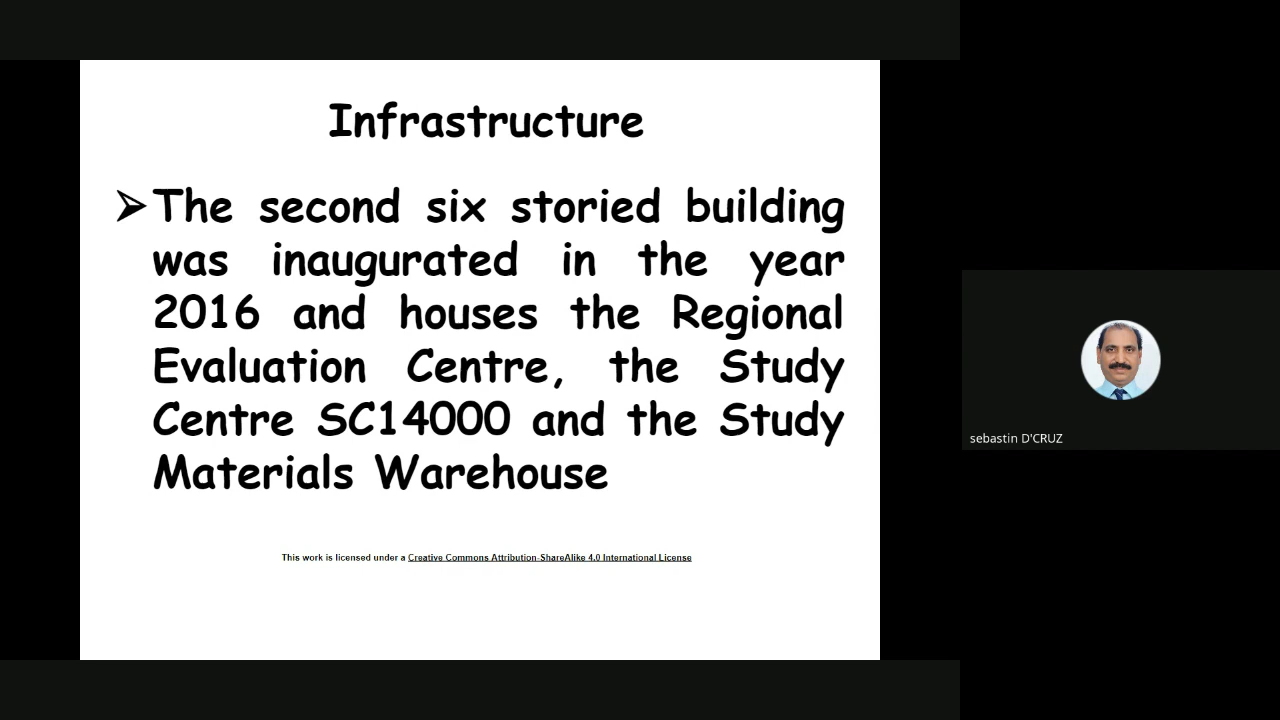 Infrastructure
➢The second six storied building
was inaugurated in the year
2016 and houses the Regional
Evaluation Centre, the Study
Centre SC14000 and the Study
Materials Warehouse
This work is licensed under a Creative Commons Attribution-ShareAlike 4.0 International License
sebastin D'CRUZ